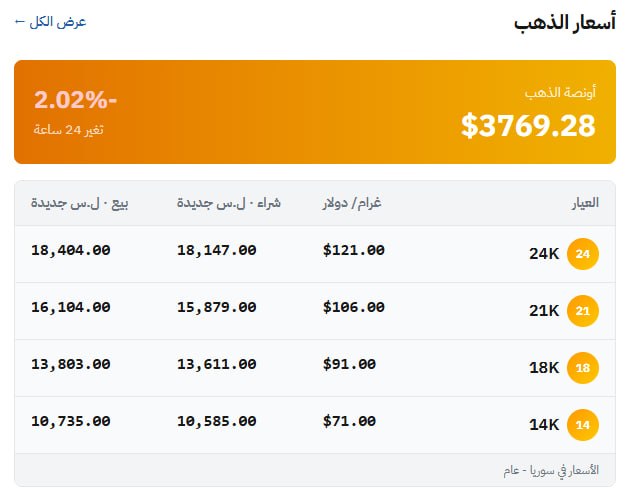 أسعار الذهب
عرض الكل ←
أونصة الذهب
$3769.28
-2.02%
تغير 24 ساعة
العيار غرام/ دولار شراء · ل.س جديدة بيع · ل.س جديدة
24 24K $121.00 18,147.00 18,404.00
21 21K $106.00 15,879.00 16,104.00
18 18K $91.00 13,611.00 13,803.00
14 14K $71.00 10,585.00 10,735.00
الأسعار في سوريا - عام